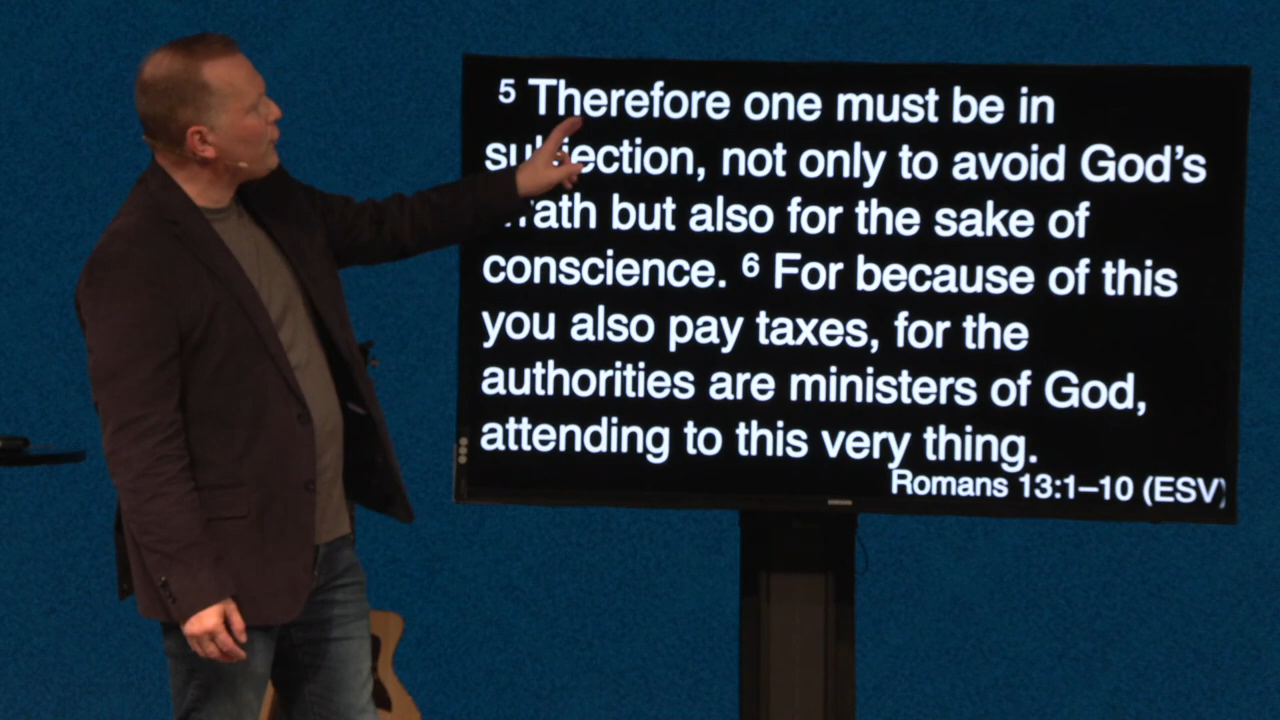 5 Therefore one must be in
subjection, not only to avoid God's
wrath but also for the sake of
conscience. 6 For because of this
you also pay taxes, for the
authorities are ministers of God,
attending to this very thing.
Romans 13:1–10 (ESV)